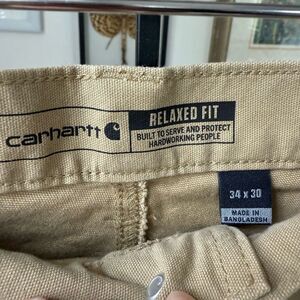 carhartt
RELAXED FIT
BUILT TO SERVE AND PROTECT
HARDWORKING PEOPLE
34 x 30
MADE IN
BANGLADESH